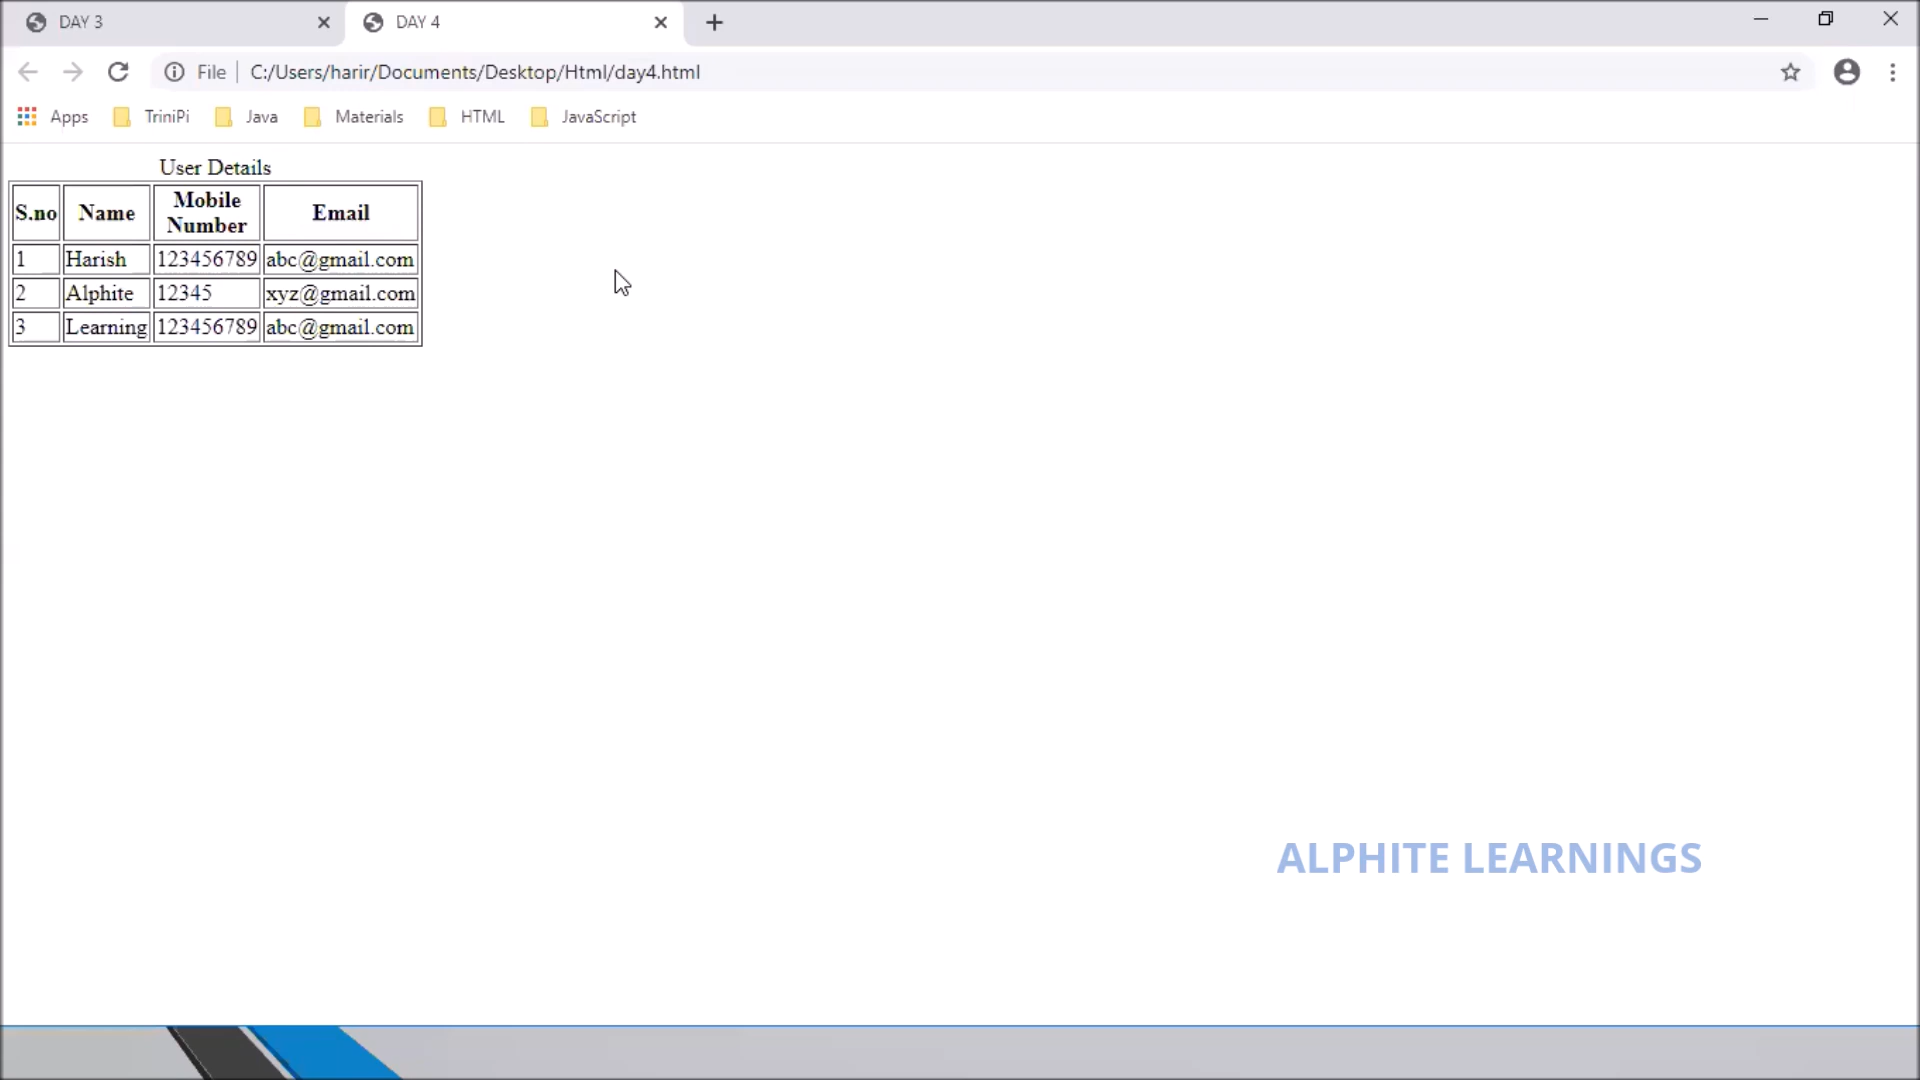 DAY 3
DAY 4
File
C:/Users/harir/Documents/Desktop/Html/day4.html
Apps TriniPi Java Materials HTML JavaScript
User Details
S.no Name Mobile Number Email
1 Harish 123456789 abc@gmail.com
2 Alphite 12345 xyz@gmail.com
3 Learning 123456789 abc@gmail.com
ALPHITE LEARNINGS